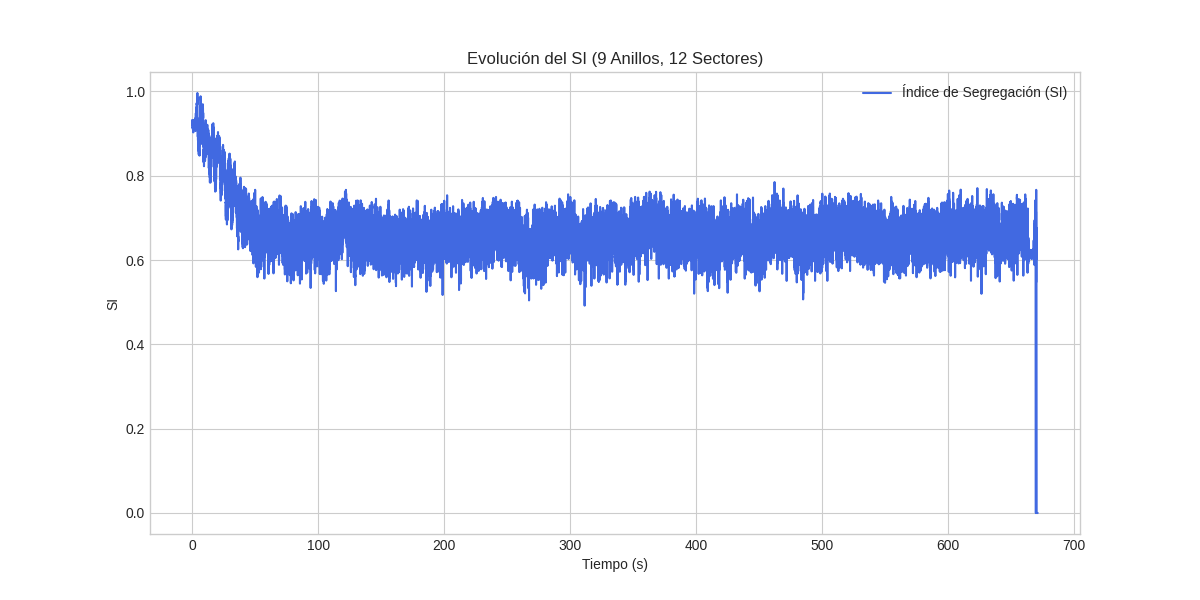 Evolución del SI (9 Anillos, 12 Sectores)
Índice de Segregación (SI)
1.0
0.8
0.6
0.4
0.2
0.0
SI
0 100 200 300 400 500 600 700
Tiempo (s)